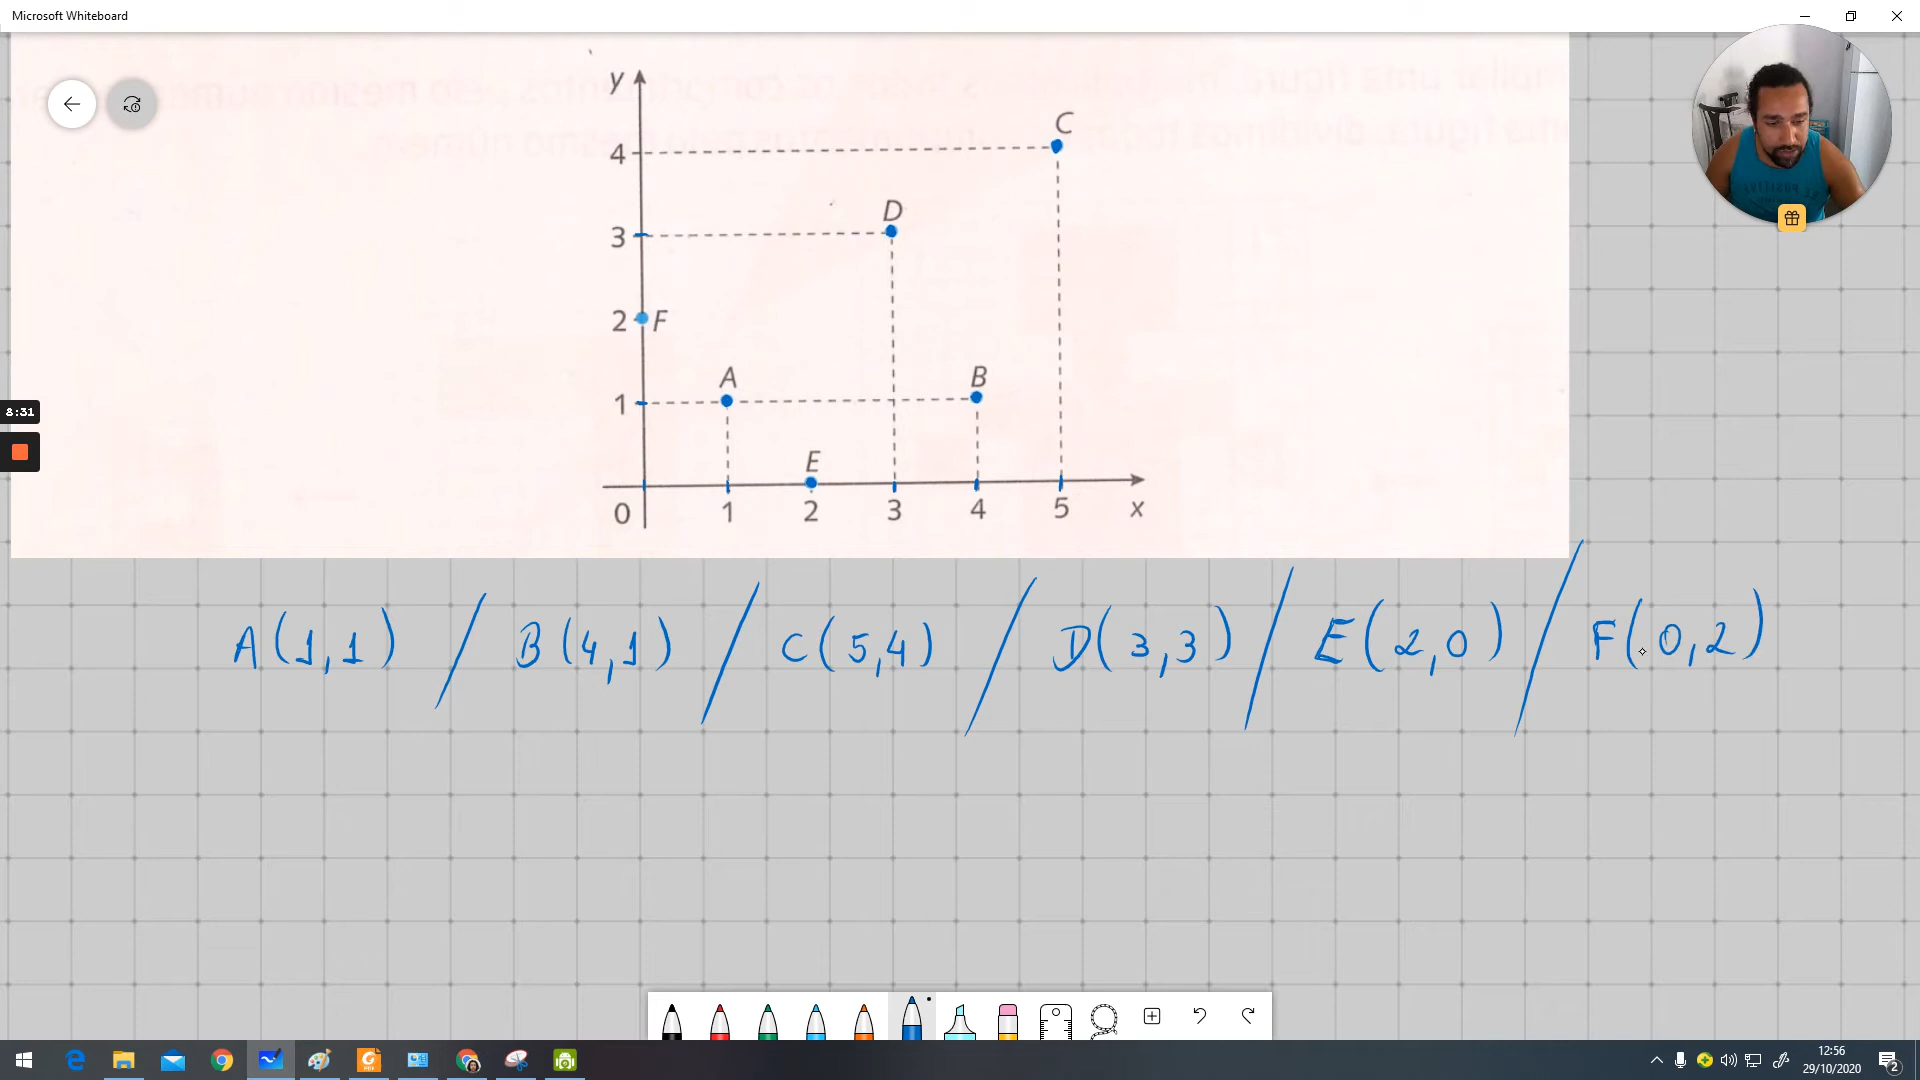 Microsoft Whiteboard
y
C
4
D
3
2 F
A
B
1
E
0 1 2 3 4 5 x
8:31
A(1,1) / B(4,1) / C(5,4) / D(3,3) / E(2,0) / F(0,2)
12:56
29/10/2020
2